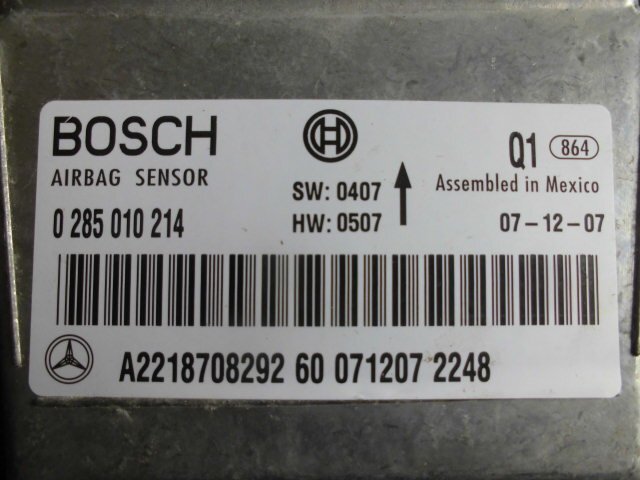 BOSCH
AIRBAG SENSOR
0 285 010 214
SW: 0407
HW: 0507
Q1 864
Assembled in Mexico
07-12-07
A2218708292 60 071207 2248